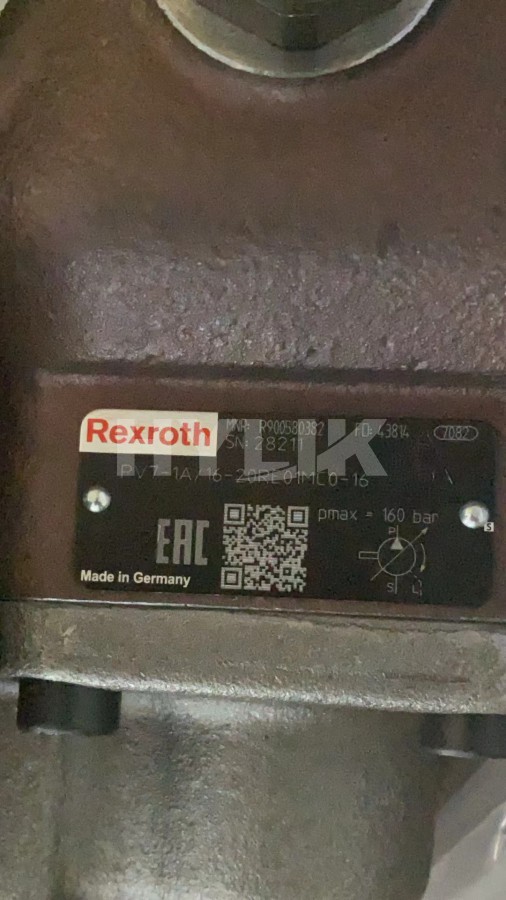 Rexroth
MNR: R900580382 FD: 43814 7082
SN: 28211
PV7-1A/16-20RE01MC0-16
pmax = 160 bar
EAC
P
S L
Made in Germany